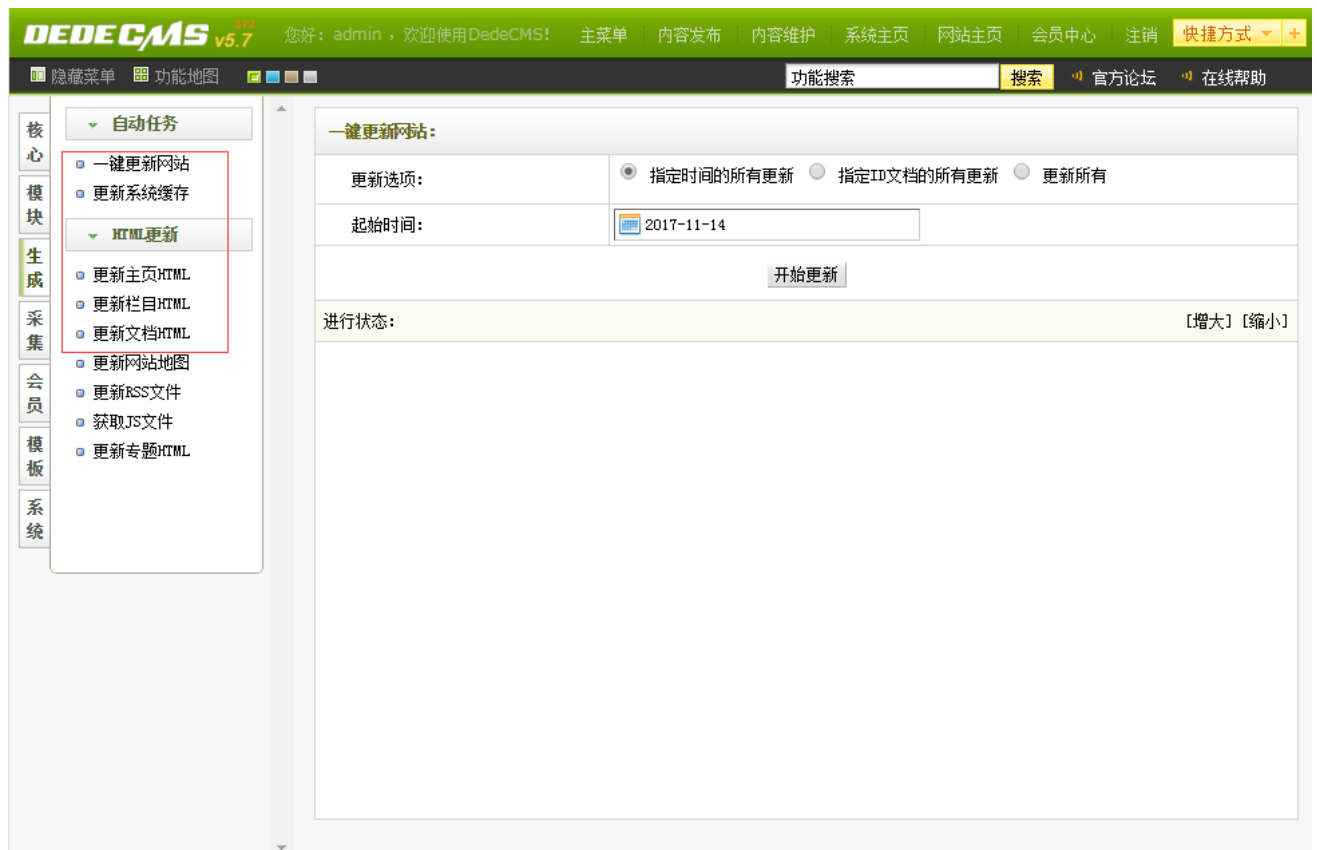 DEDECMS v5.7 SP2 您好：admin ，欢迎使用DedeCMS! 主菜单 内容发布 内容维护 系统主页 网站主页 会员中心 注销 快捷方式 +
隐藏菜单 功能地图 功能搜索 搜索 官方论坛 在线帮助
核心
模块
生成
采集
会员
模板
系统
自动任务
一键更新网站
更新系统缓存
HTML更新
更新主页HTML
更新栏目HTML
更新文档HTML
更新网站地图
更新RSS文件
获取JS文件
更新专题HTML
一键更新网站：
更新选项： 指定时间的所有更新 指定ID文档的所有更新 更新所有
起始时间： 2017-11-14
开始更新
进行状态： [增大] [缩小]